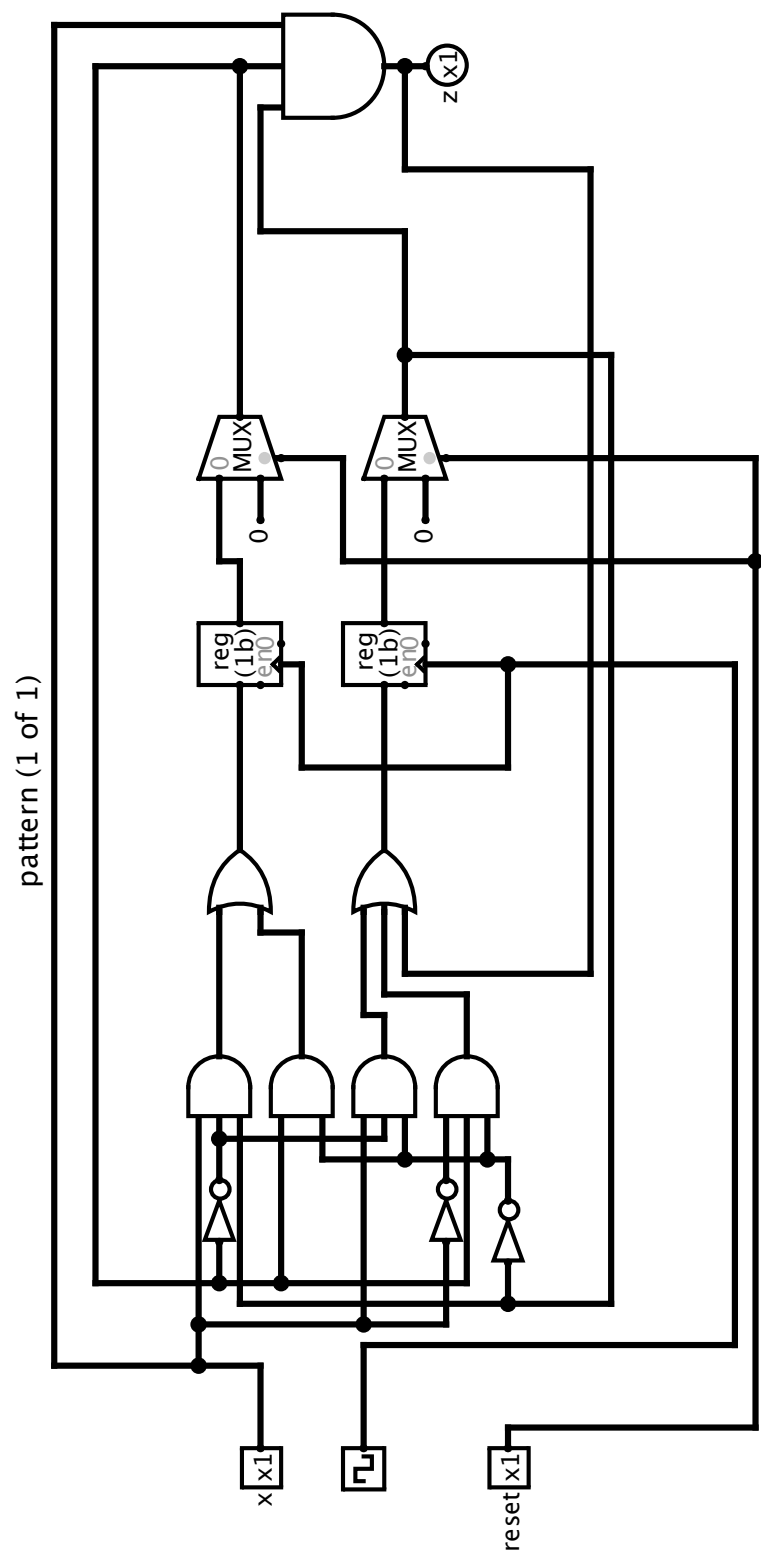 pattern (1 of 1)
x x1
reset x1
reg
(1b)
en0
reg
(1b)
en0
0
0
MUX
0
0
MUX
z x1